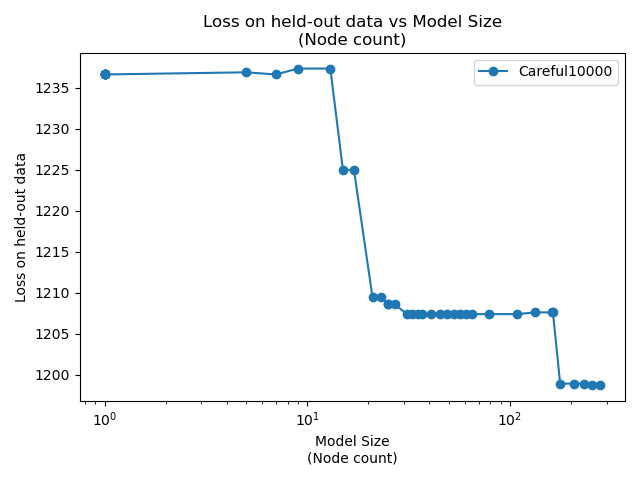 Loss on held-out data vs Model Size
(Node count)
Careful10000
Loss on held-out data
1235
1230
1225
1220
1215
1210
1205
1200
10^0
10^1
10^2
Model Size
(Node count)